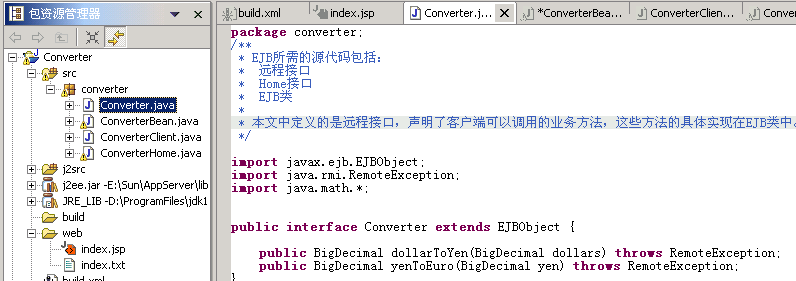 包资源管理器
Converter
src
converter
Converter.java
ConverterBean.java
ConverterClient.java
ConverterHome.java
j2src
j2ee.jar -E:\Sun\AppServer\lib
JRE_LIB -D:\ProgramFiles\jdk1
build
web
index.jsp
index.txt
build.xml
build.xml index.jsp Converter.j... *ConverterBea... ConverterClien... Conver
package converter;
/**
* EJB所需的源代码包括:
* 远程接口
* Home接口
* EJB类
*
* 本文中定义的是远程接口，声明了客户端可以调用的业务方法，这些方法的具体实现在EJB类中。
*/
import javax.ejb.EJBObject;
import java.rmi.RemoteException;
import java.math.*;
public interface Converter extends EJBObject {
public BigDecimal dollarToYen(BigDecimal dollars) throws RemoteException;
public BigDecimal yenToEuro(BigDecimal yen) throws RemoteException;
}